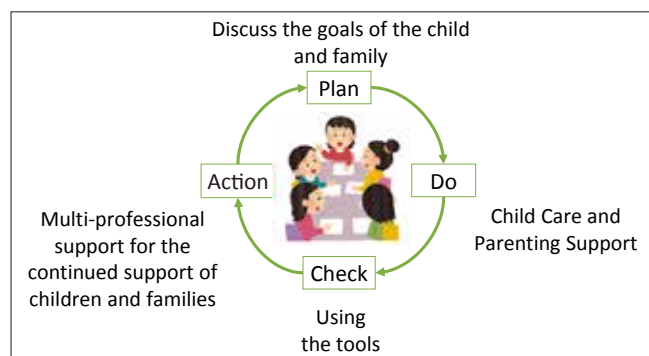 Discuss the goals of the child
and family
Plan
Action
Do
Multi-professional
support for the
continued support of
children and families
Child Care and
Parenting Support
Check
Using
the tools